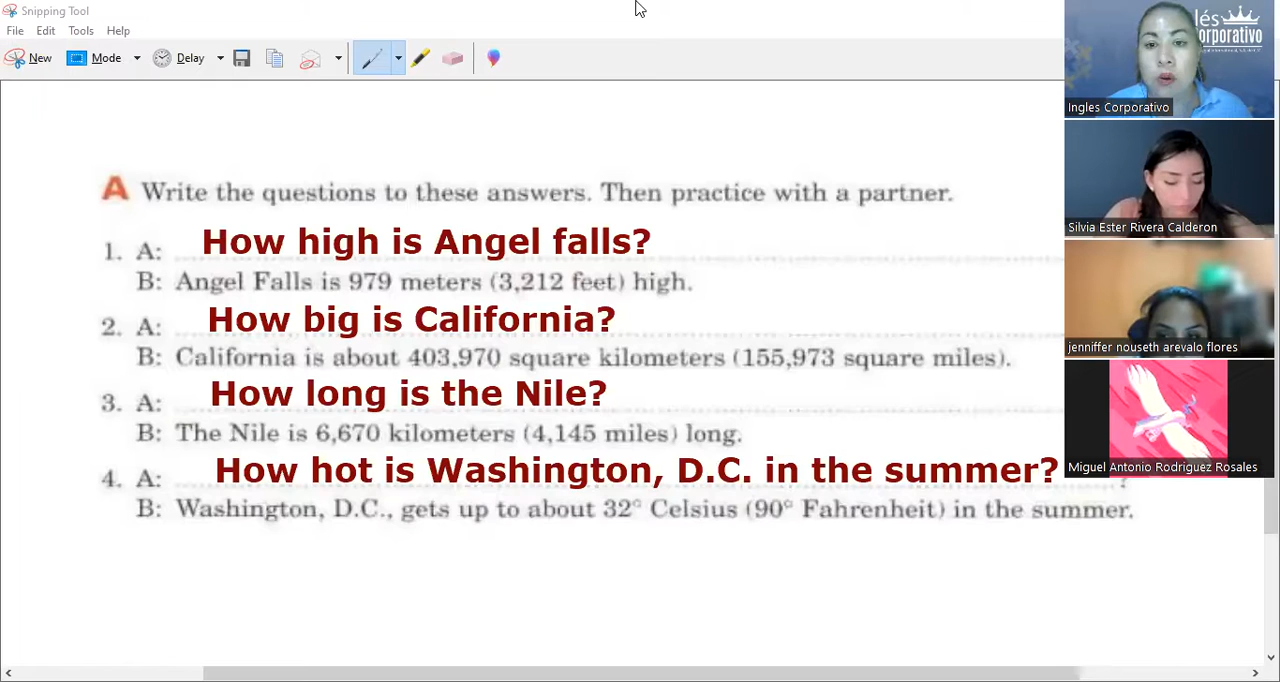 Snipping Tool
File Edit Tools Help
New Mode Delay
A Write the questions to these answers. Then practice with a partner.
1. A: How high is Angel falls?
B: Angel Falls is 979 meters (3,212 feet) high.
2. A: How big is California?
B: California is about 403,970 square kilometers (155,973 square miles).
3. A: How long is the Nile?
B: The Nile is 6,670 kilometers (4,145 miles) long.
4. A: How hot is Washington, D.C. in the summer? ?
B: Washington, D.C., gets up to about 32° Celsius (90° Fahrenheit) in the summer.
lés
orporativo
Ingles Corporativo
Silvia Ester Rivera Calderon
jenniffer nouseth arevalo flores
Miguel Antonio Rodriguez Rosales